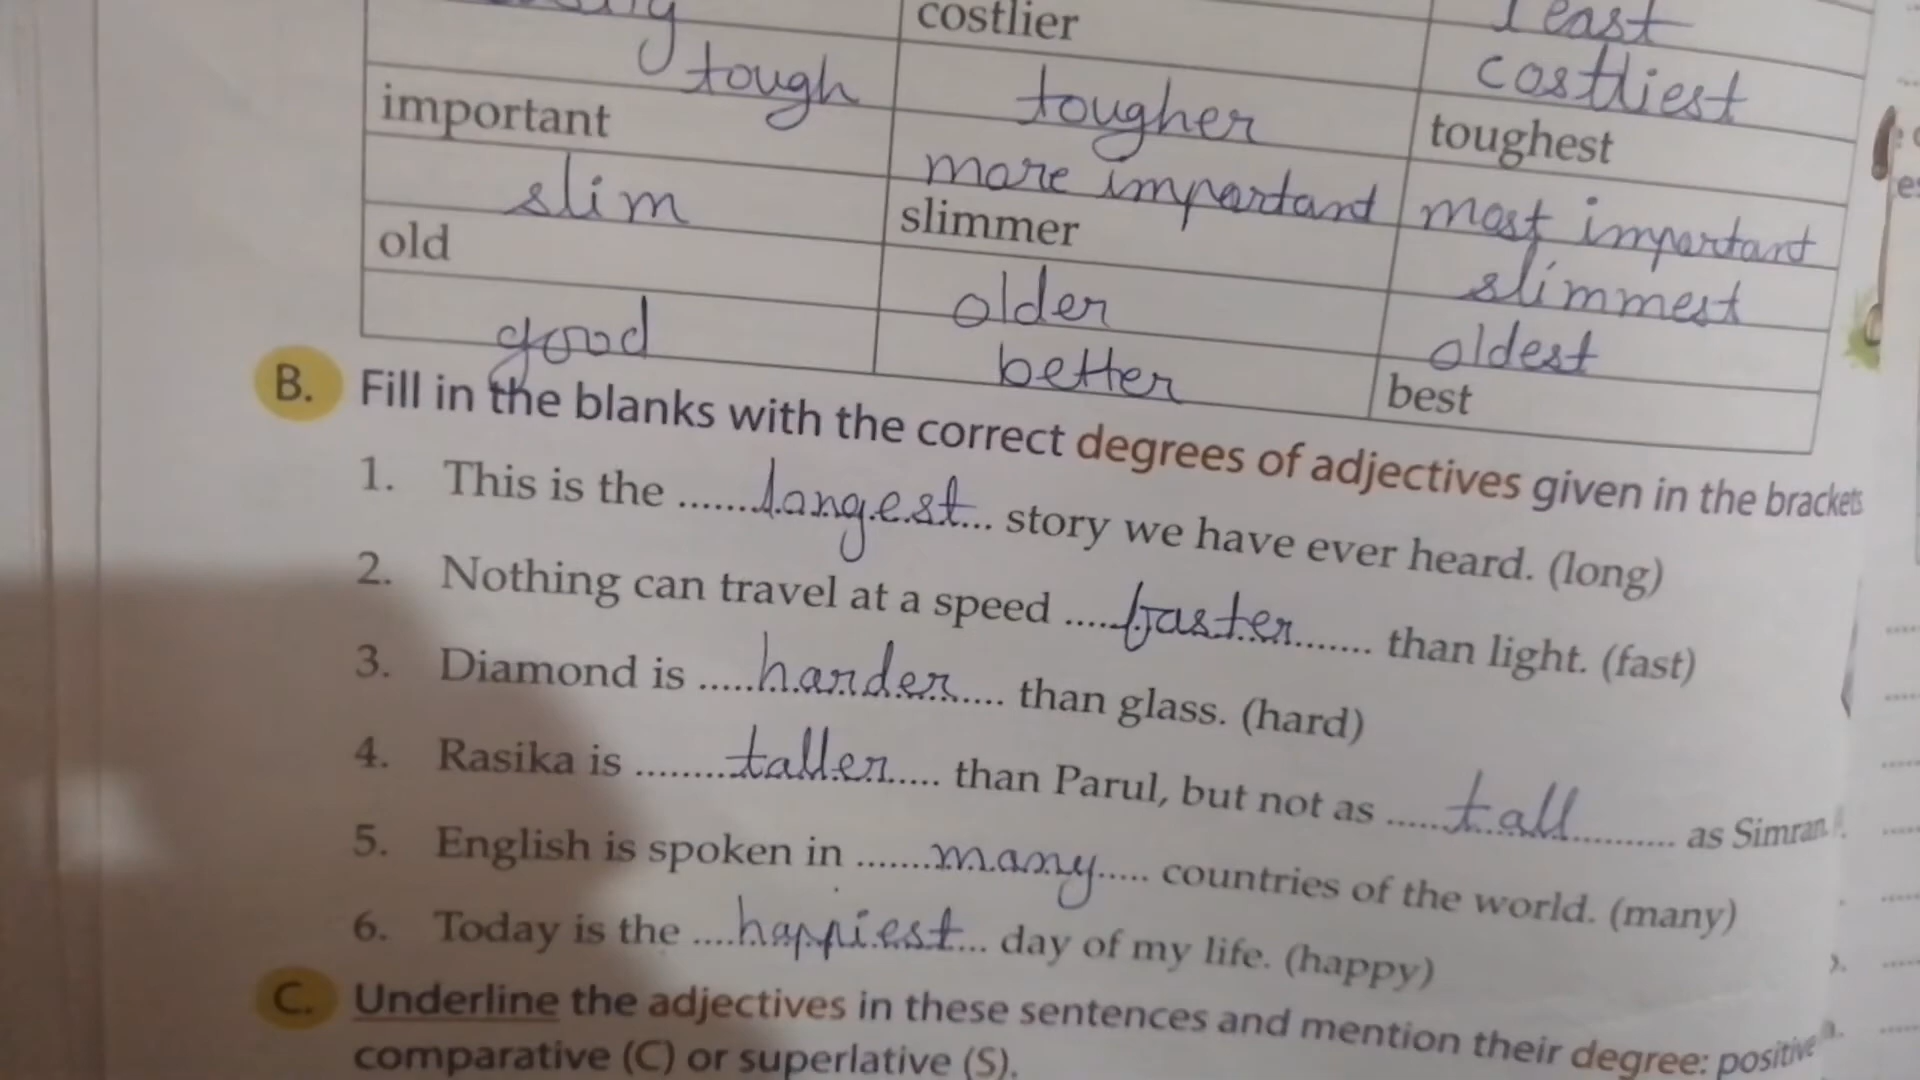 costlier least
tough tougher costliest
important more important toughest
slim slimmer most important
old older slimmest
good better oldest
best
B. Fill in the blanks with the correct degrees of adjectives given in the brackets
1. This is the ......longest... story we have ever heard. (long)
2. Nothing can travel at a speed .....faster....... than light. (fast)
3. Diamond is .....harder.... than glass. (hard)
4. Rasika is ........taller..... than Parul, but not as .....tall.......... as Simran.
5. English is spoken in .......many..... countries of the world. (many)
6. Today is the ....happiest... day of my life. (happy)
C. Underline the adjectives in these sentences and mention their degree: positive
comparative (C) or superlative (S).